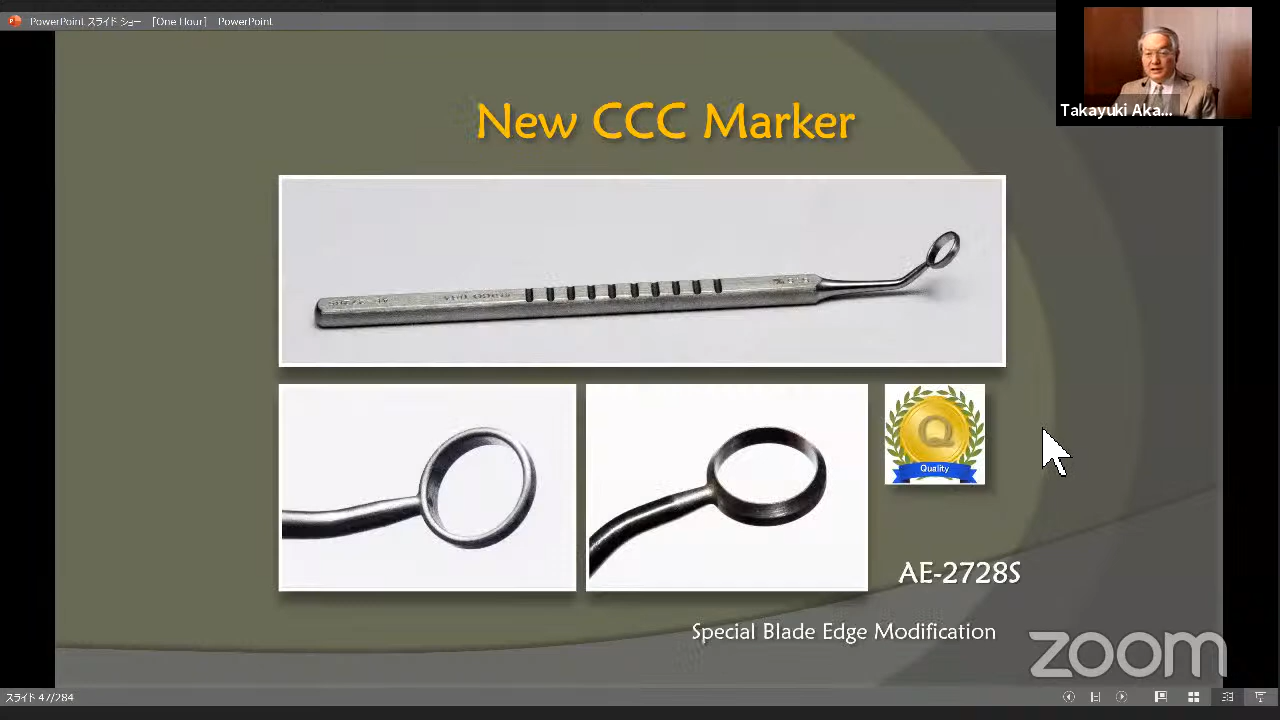 PowerPoint スライド ショー - [One Hour] - PowerPoint
Takayuki Aka...
New CCC Marker
Q
Quality
AE-2728S
Special Blade Edge Modification
zoom
スライド 47/284